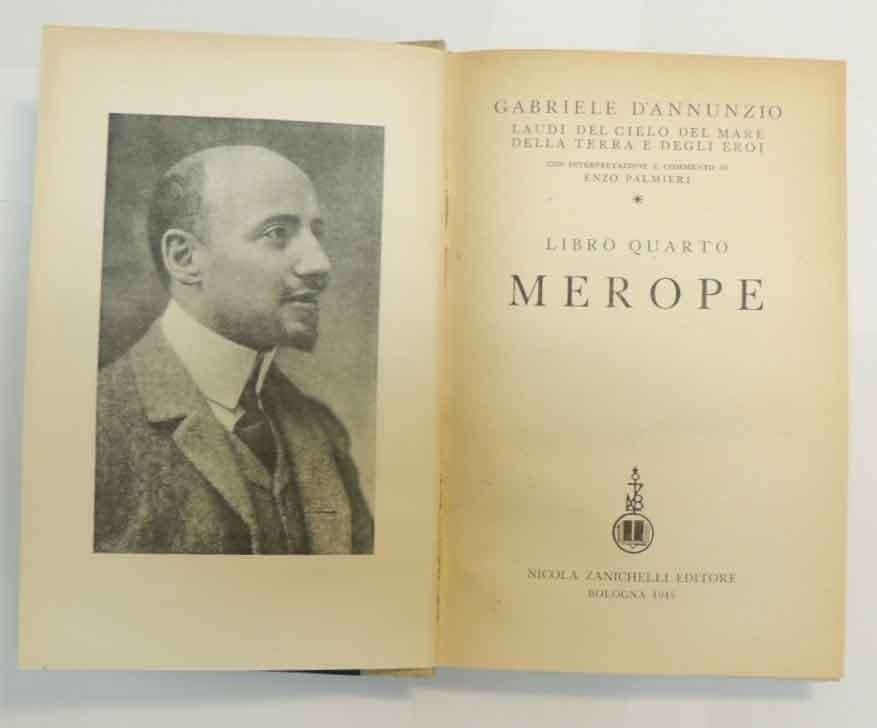 GABRIELE D'ANNUNZIO
LAUDI DEL CIELO DEL MARE
DELLA TERRA E DEGLI EROI
CON INTERPRETAZIONE E COMMENTO DI
ENZO PALMIERI
*
LIBRO QUARTO
MEROPE
NICOLA ZANICHELLI EDITORE
BOLOGNA 1945